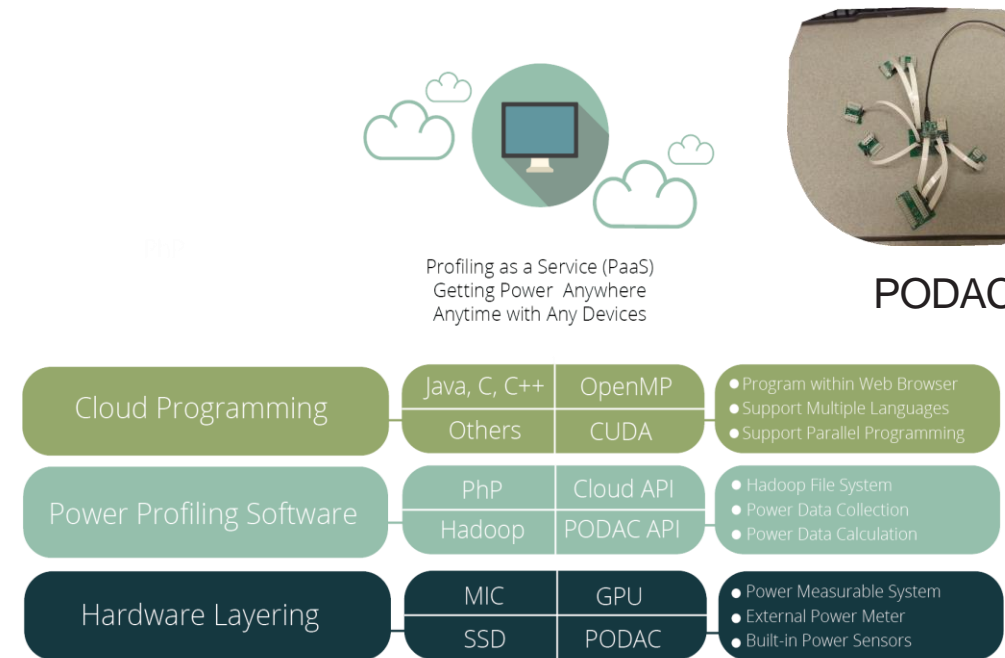 Profiling as a Service (PaaS)
Getting Power Anywhere
Anytime with Any Devices
PODAC
Cloud Programming
Java, C, C++
OpenMP
Others
CUDA
Program within Web Browser
Support Multiple Languages
Support Parallel Programming
Power Profiling Software
PhP
Cloud API
Hadoop
PODAC API
Hadoop File System
Power Data Collection
Power Data Calculation
Hardware Layering
MIC
GPU
SSD
PODAC
Power Measurable System
External Power Meter
Built-in Power Sensors